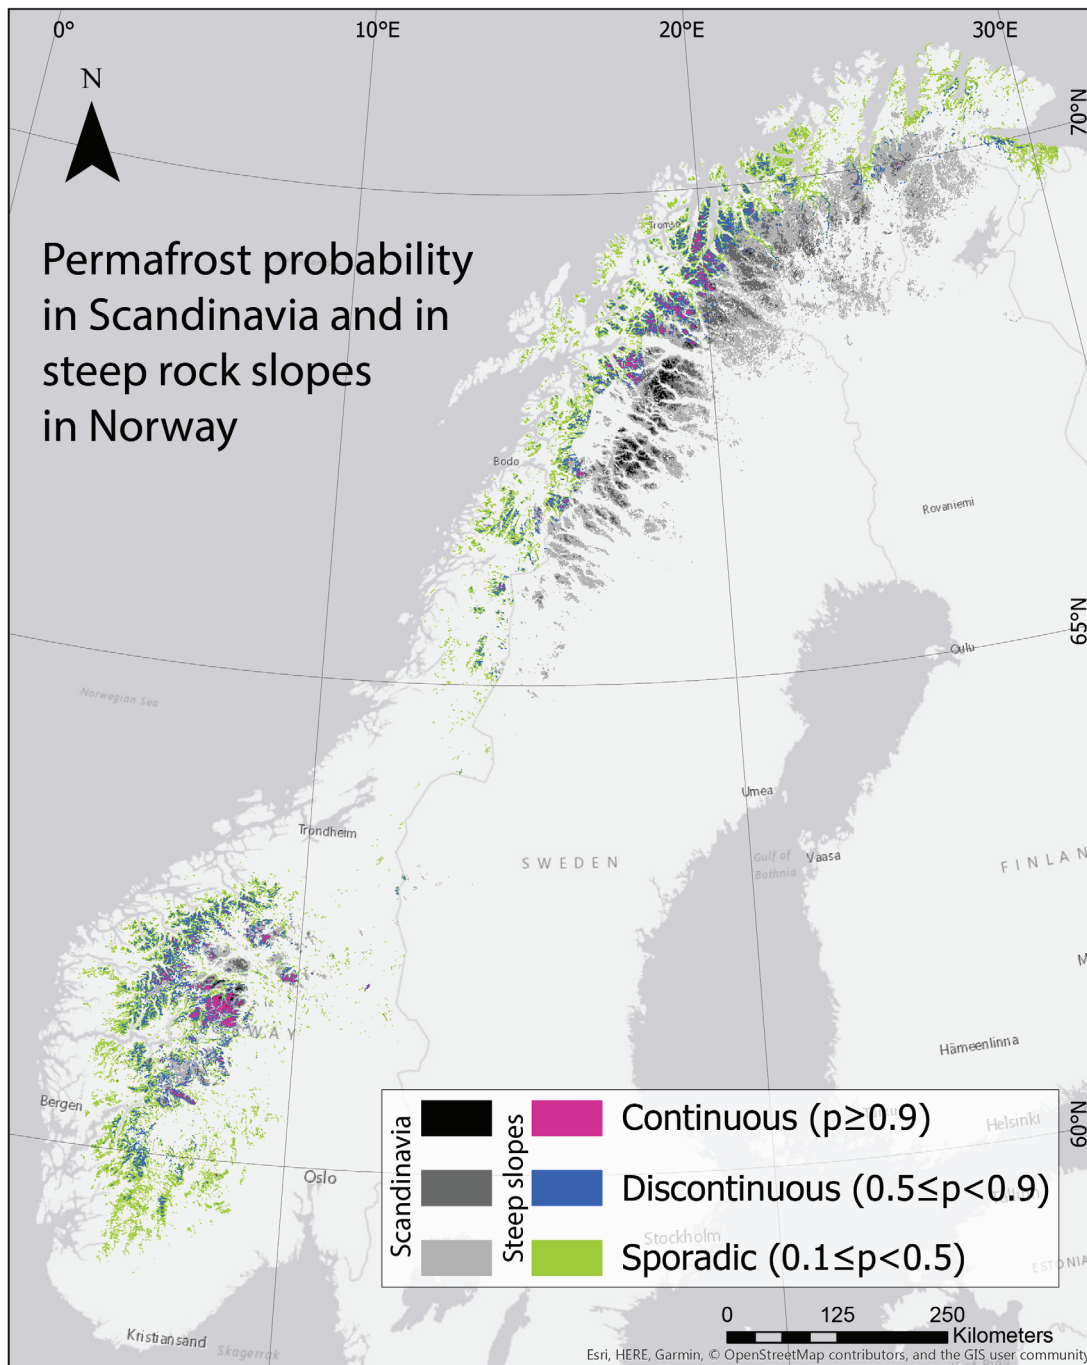 0°
10°E
20°E
30°E
N
70°N
Permafrost probability
in Scandinavia and in
steep rock slopes
in Norway
Tromsø
Bodo
Rovaniemi
65°N
Oulu
Norwegian Sea
Umea
Trondheim
SWEDEN
Gulf of
Bothnia
Vaasa
FINLAN
M
WAY
Hämeenlinna
Bergen
60°N
Helsinki
Oslo
Scandinavia
Steep slopes
Continuous (p≥0.9)
Discontinuous (0.5≤p<0.9)
Sporadic (0.1≤p<0.5)
Stockholm
ESTONIA
Kristiansand
Skagerrak
0 125 250
Kilometers
Esri, HERE, Garmin, © OpenStreetMap contributors, and the GIS user community